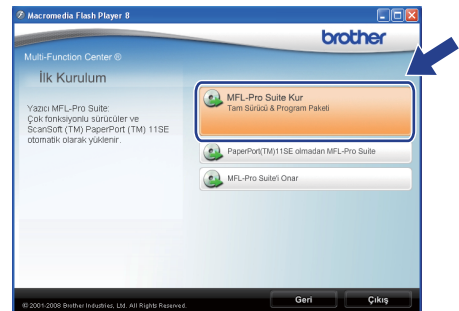 Macromedia Flash Player 8
brother
Multi-Function Center ®
İlk Kurulum
Yazıcı MFL-Pro Suite:
Çok fonksiyonlu sürücüler ve
ScanSoft (TM) PaperPort (TM) 11SE
otomatik olarak yüklenir.
MFL-Pro Suite Kur
Tam Sürücü & Program Paketi
PaperPort(TM)11SE olmadan MFL-Pro Suite
MFL-Pro Suite'i Onar
© 2001-2008 Brother Industries, Ltd. All Rights Reserved.
Geri
Çıkış